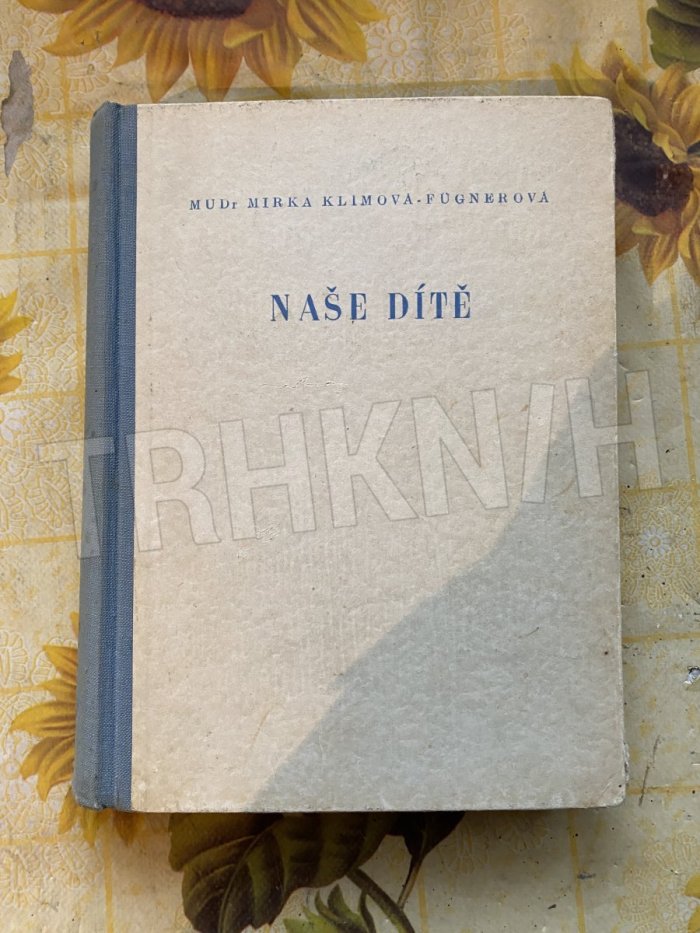 MUDr MIRKA KLIMOVÁ-FÜGNEROVÁ
NAŠE DÍTĚ
TRHKNIH